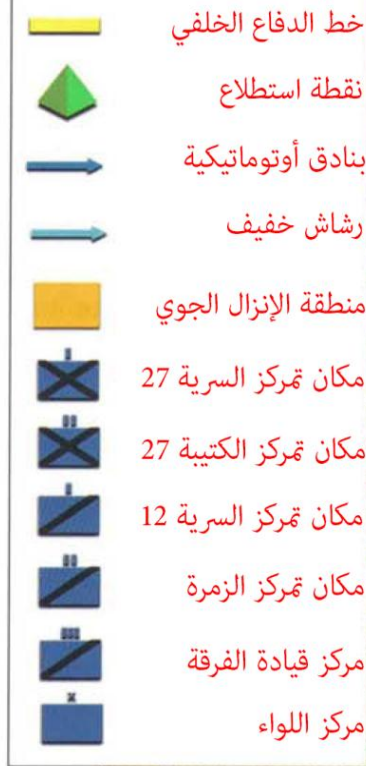 خط الدفاع الخلفي
نقطة استطلاع
بنادق أوتوماتيكية
رشاش خفيف
منطقة الإنزال الجوي
مكان تمركز السرية 27
مكان تمركز الكتيبة 27
مكان تمركز السرية 12
مكان تمركز الزمرة
مركز قيادة الفرقة
مركز اللواء